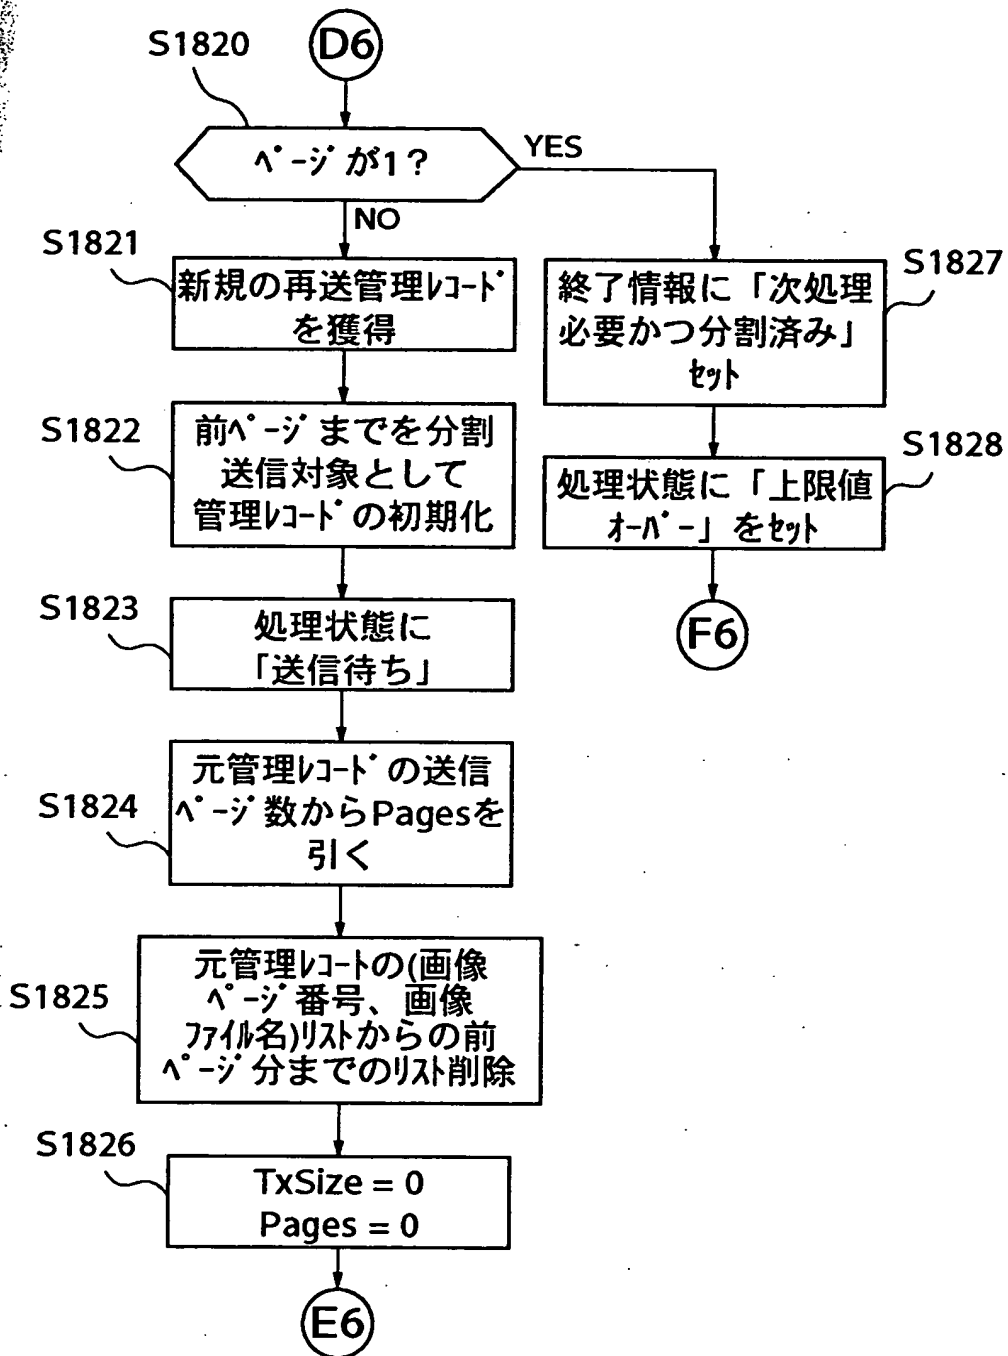 S1820
D6
ﾍﾟｰｼﾞが1?
YES
NO
S1821
新規の再送管理ﾚｺｰﾄﾞ
を獲得
S1822
前ﾍﾟｰｼﾞまでを分割
送信対象として
管理ﾚｺｰﾄﾞの初期化
S1823
処理状態に
「送信待ち」
S1824
元管理ﾚｺｰﾄﾞの送信
ﾍﾟｰｼﾞ数からPagesを
引く
S1825
元管理ﾚｺｰﾄの(画像
ﾍﾟｰｼﾞ番号、画像
ﾌｧｲﾙ名)ﾘｽﾄからの前
ﾍﾟｰｼﾞ分までのﾘｽﾄ削除
S1826
TxSize = 0
Pages = 0
E6
S1827
終了情報に「次処理
必要かつ分割済み」
ｾｯﾄ
S1828
処理状態に「上限値
ｵｰﾊﾞｰ」をｾｯﾄ
F6